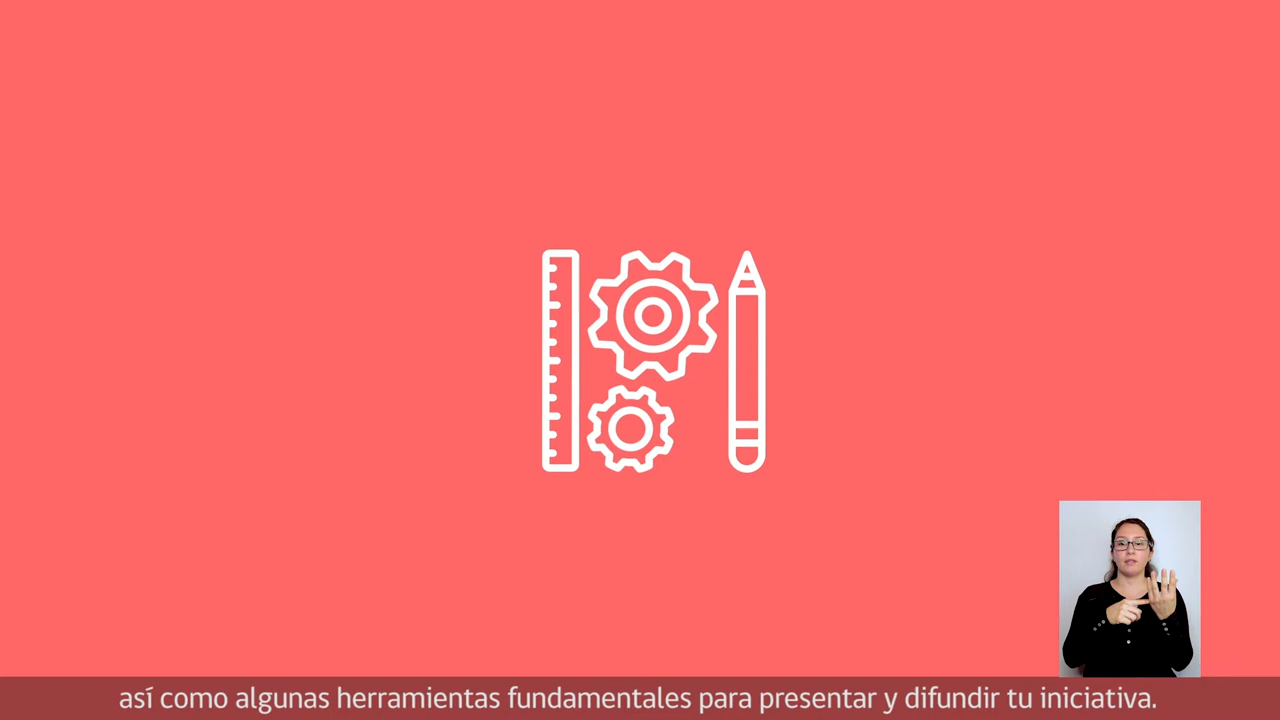 así como algunas herramientas fundamentales para presentar y difundir tu iniciativa.